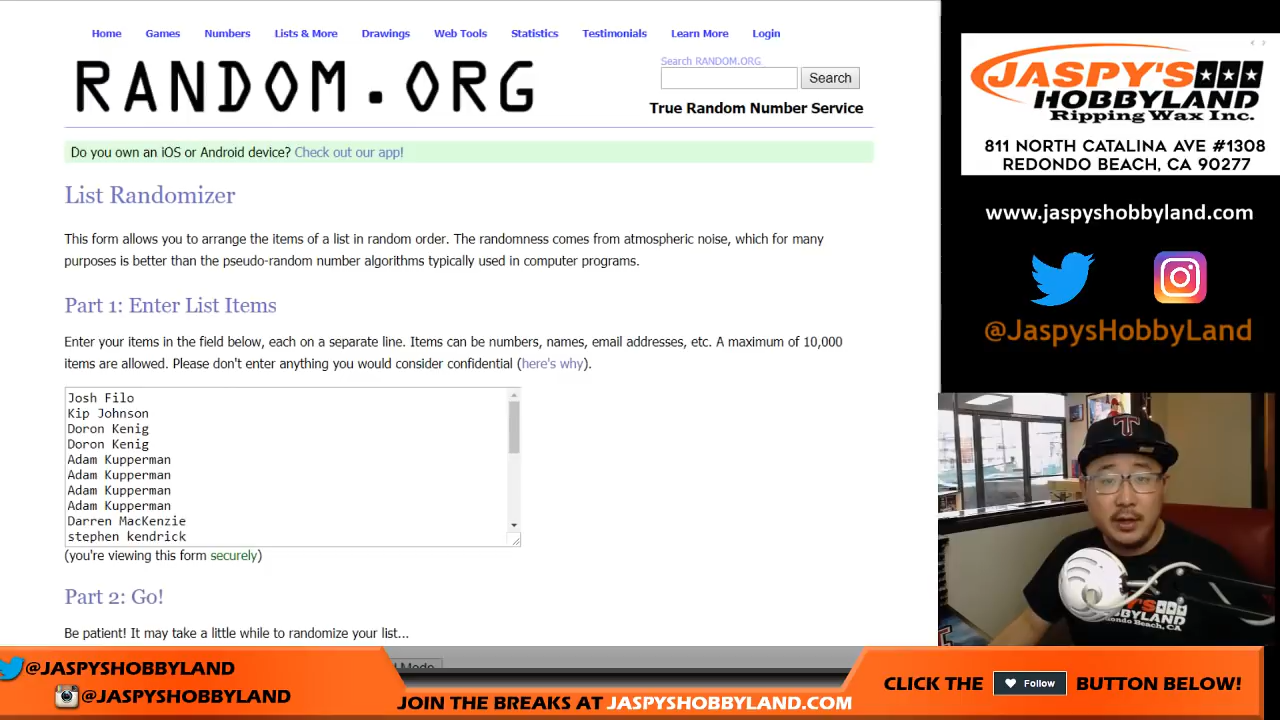 Home Games Numbers Lists & More Drawings Web Tools Statistics Testimonials Learn More Login
RANDOM.ORG
Search RANDOM.ORG
Search
True Random Number Service
Do you own an iOS or Android device? Check out our app!
List Randomizer
This form allows you to arrange the items of a list in random order. The randomness comes from atmospheric noise, which for many
purposes is better than the pseudo-random number algorithms typically used in computer programs.
Part 1: Enter List Items
Enter your items in the field below, each on a separate line. Items can be numbers, names, email addresses, etc. A maximum of 10,000
items are allowed. Please don't enter anything you would consider confidential (here's why).
Josh Filo
Kip Johnson
Doron Kenig
Doron Kenig
Adam Kupperman
Adam Kupperman
Adam Kupperman
Adam Kupperman
Darren MacKenzie
stephen kendrick
(you're viewing this form securely)
Part 2: Go!
Be patient! It may take a little while to randomize your list...
JASPY'S
HOBBYLAND
Ripping Wax Inc.
811 NORTH CATALINA AVE #1308
REDONDO BEACH, CA 90277
www.jaspyshobbyland.com
@JaspysHobbyLand
@JASPYSHOBBYLAND
@JASPYSHOBBYLAND
JOIN THE BREAKS AT JASPYSHOBBYLAND.COM
CLICK THE Follow BUTTON BELOW!